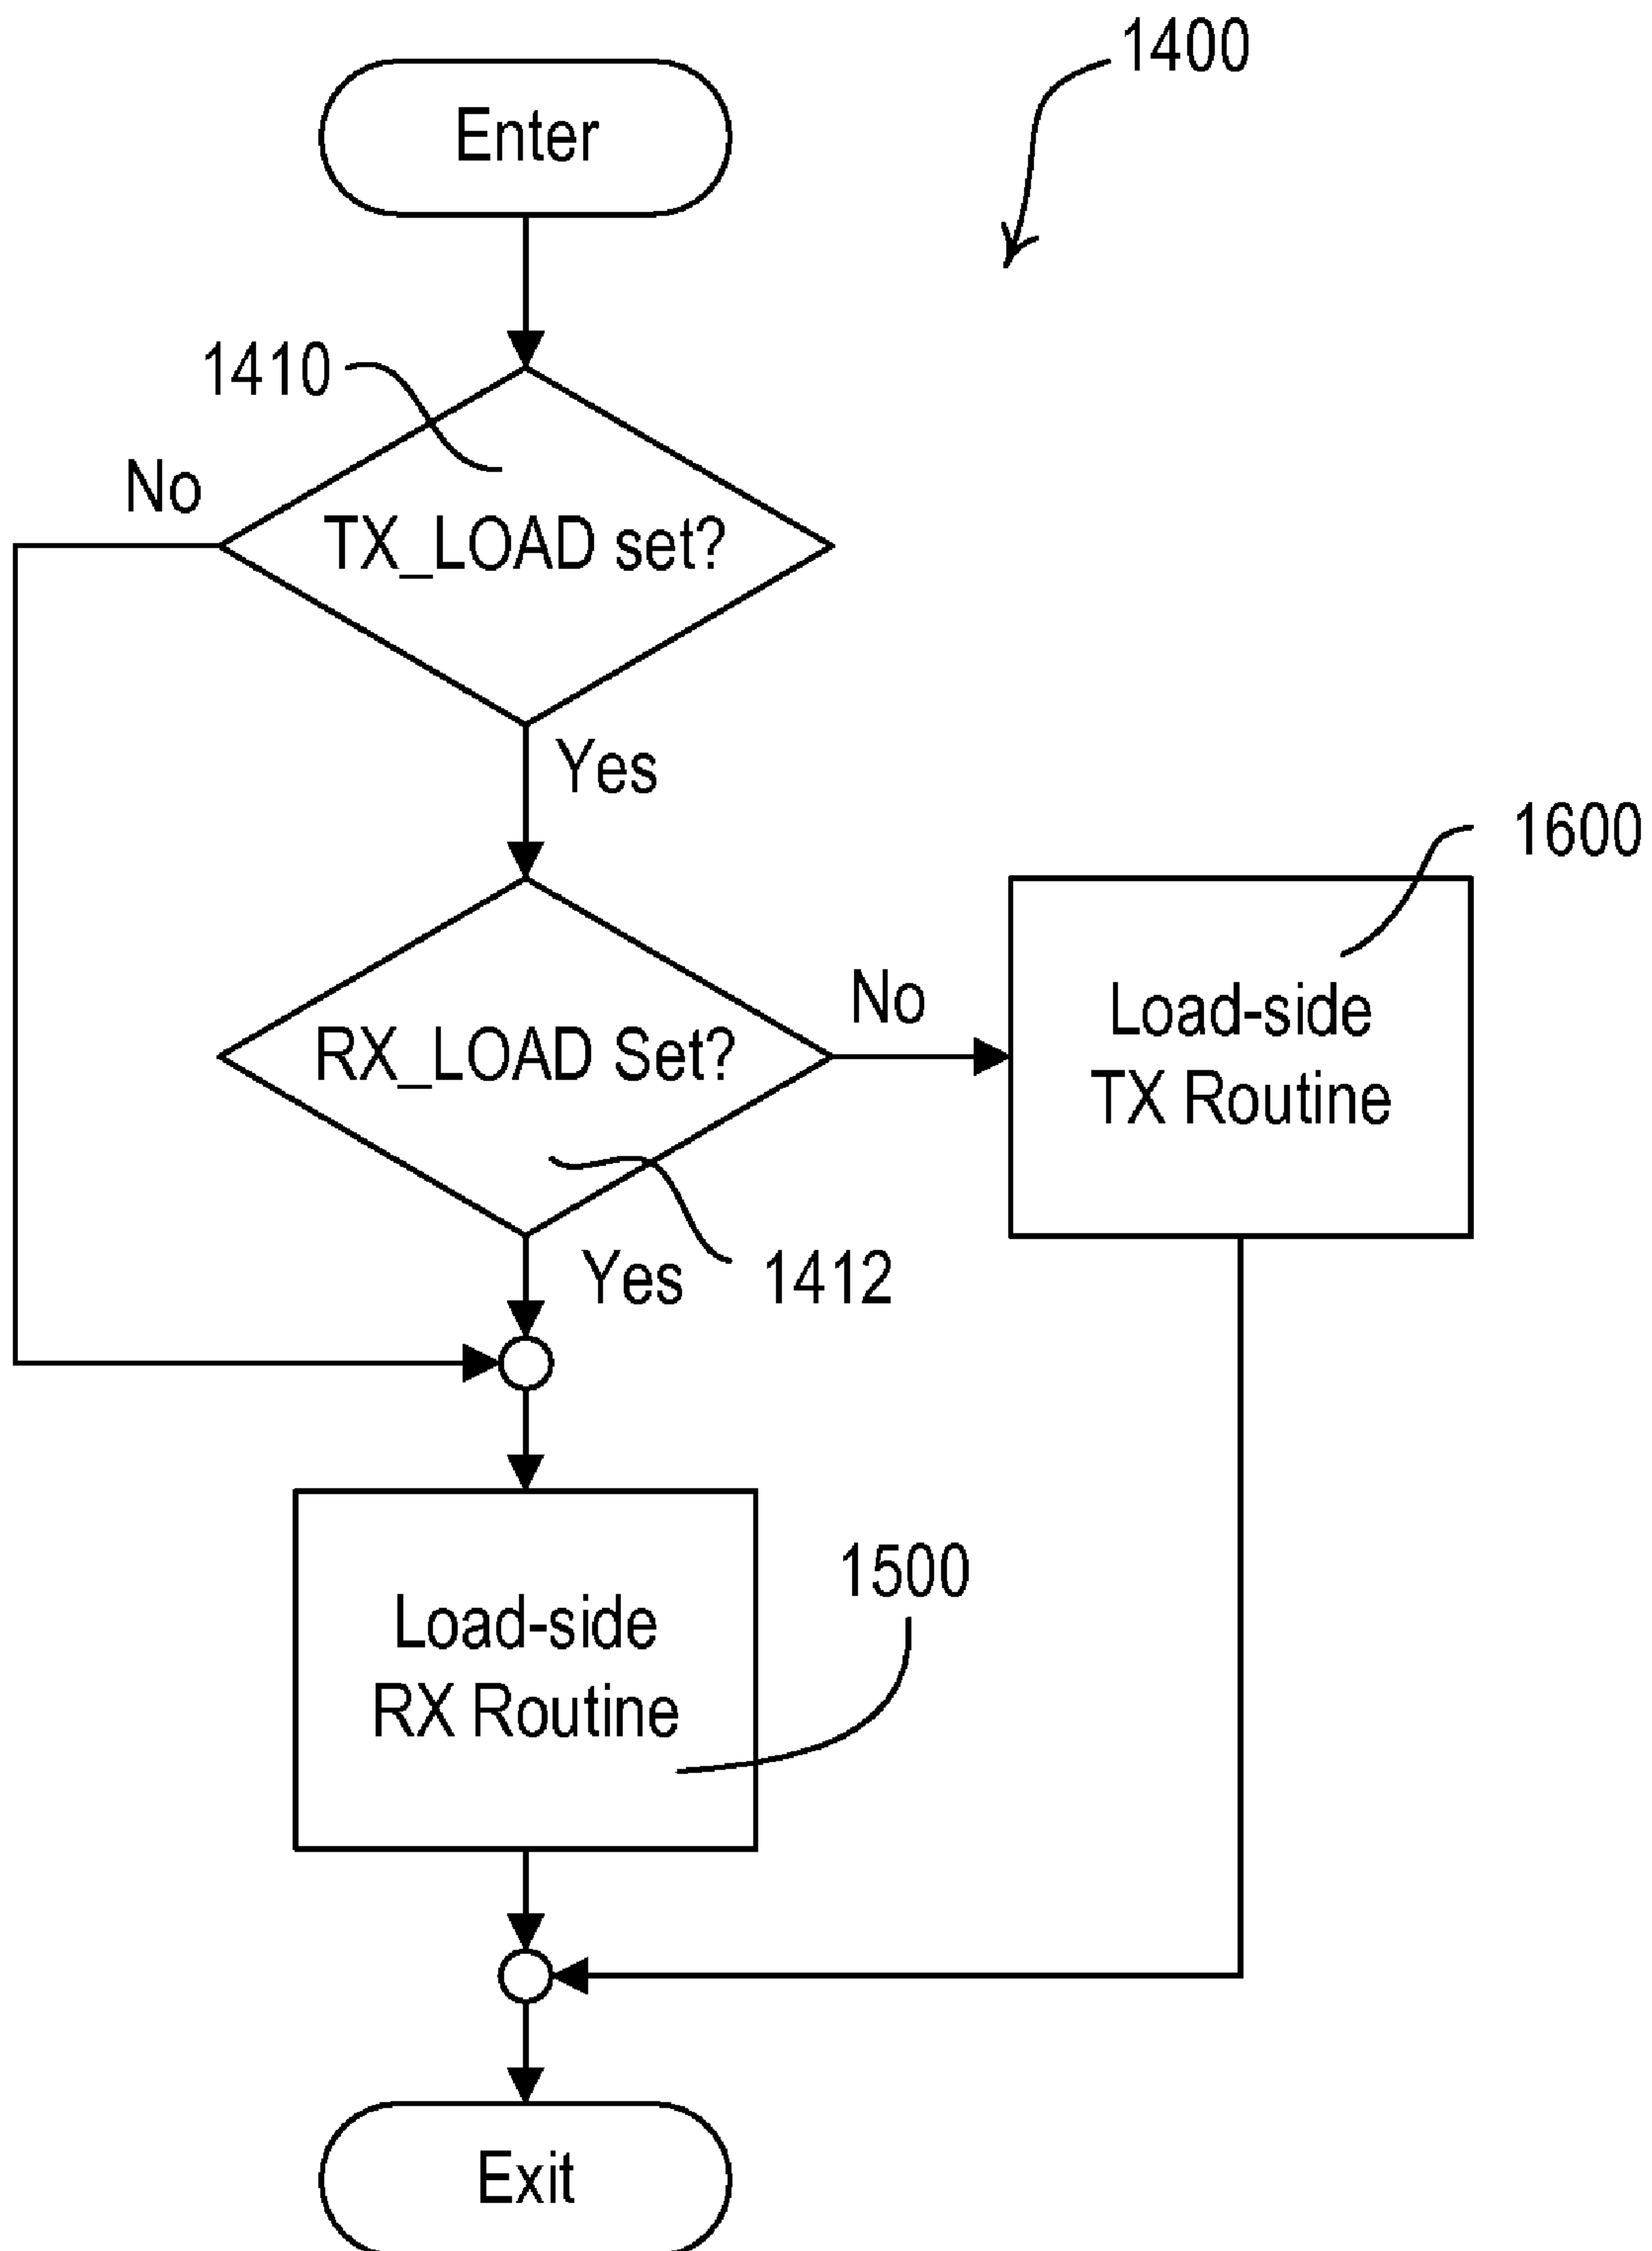 1400
Enter
1410
No
TX_LOAD set?
Yes
1600
RX_LOAD Set?
No
Load-side
TX Routine
Yes
1412
1500
Load-side
RX Routine
Exit